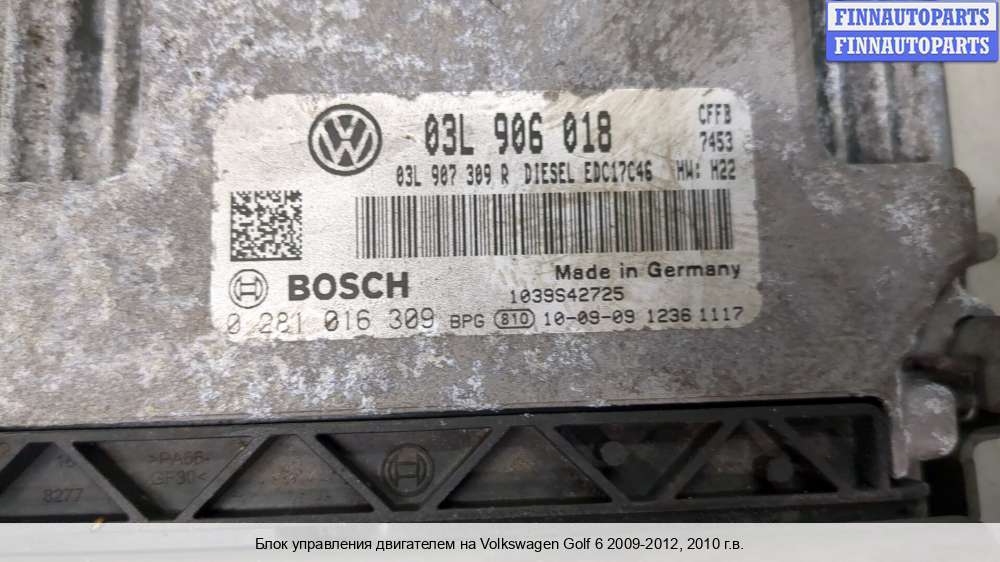 FINNAUTOPARTS
FINNAUTOPARTS
03L 906 018
CFFB
7453
03L 907 309 R DIESEL EDC17C46 HW: H22
BOSCH
Made in Germany
1039S42725
0 281 016 309 BPG 810 10-09-09 1236 1117
>PA66-
GF30<
8277
Блок управления двигателем на Volkswagen Golf 6 2009-2012, 2010 г.в.